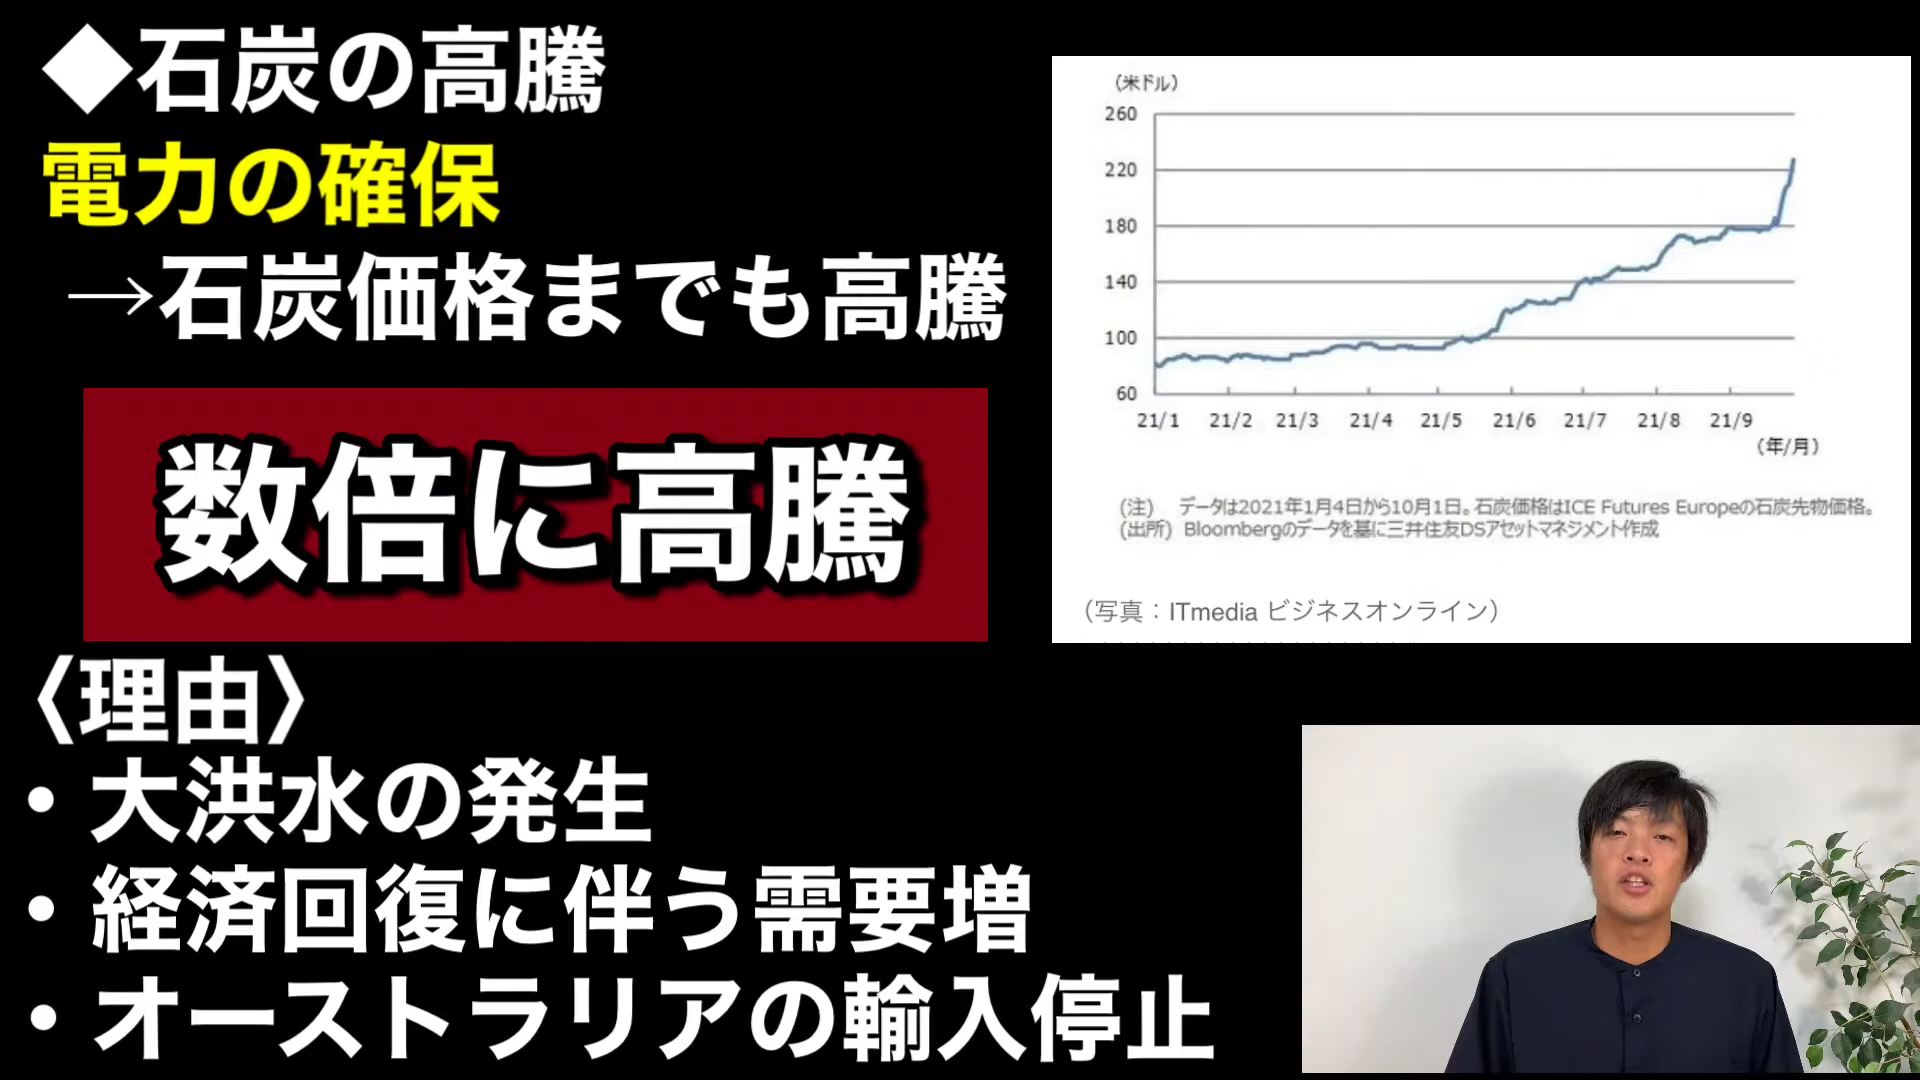 ◆石炭の高騰
電力の確保
→石炭価格までも高騰
数倍に高騰
〈理由〉
・大洪水の発生
・経済回復に伴う需要増
・オーストラリアの輸入停止
(米ドル)
260
220
180
140
100
60
21/1 21/2 21/3 21/4 21/5 21/6 21/7 21/8 21/9
(年/月)
(注) データは2021年1月4日から10月1日。石炭価格はICE Futures Europeの石炭先物価格。
(出所) Bloombergのデータを基に三井住友DSアセットマネジメント作成
（写真：ITmedia ビジネスオンライン）